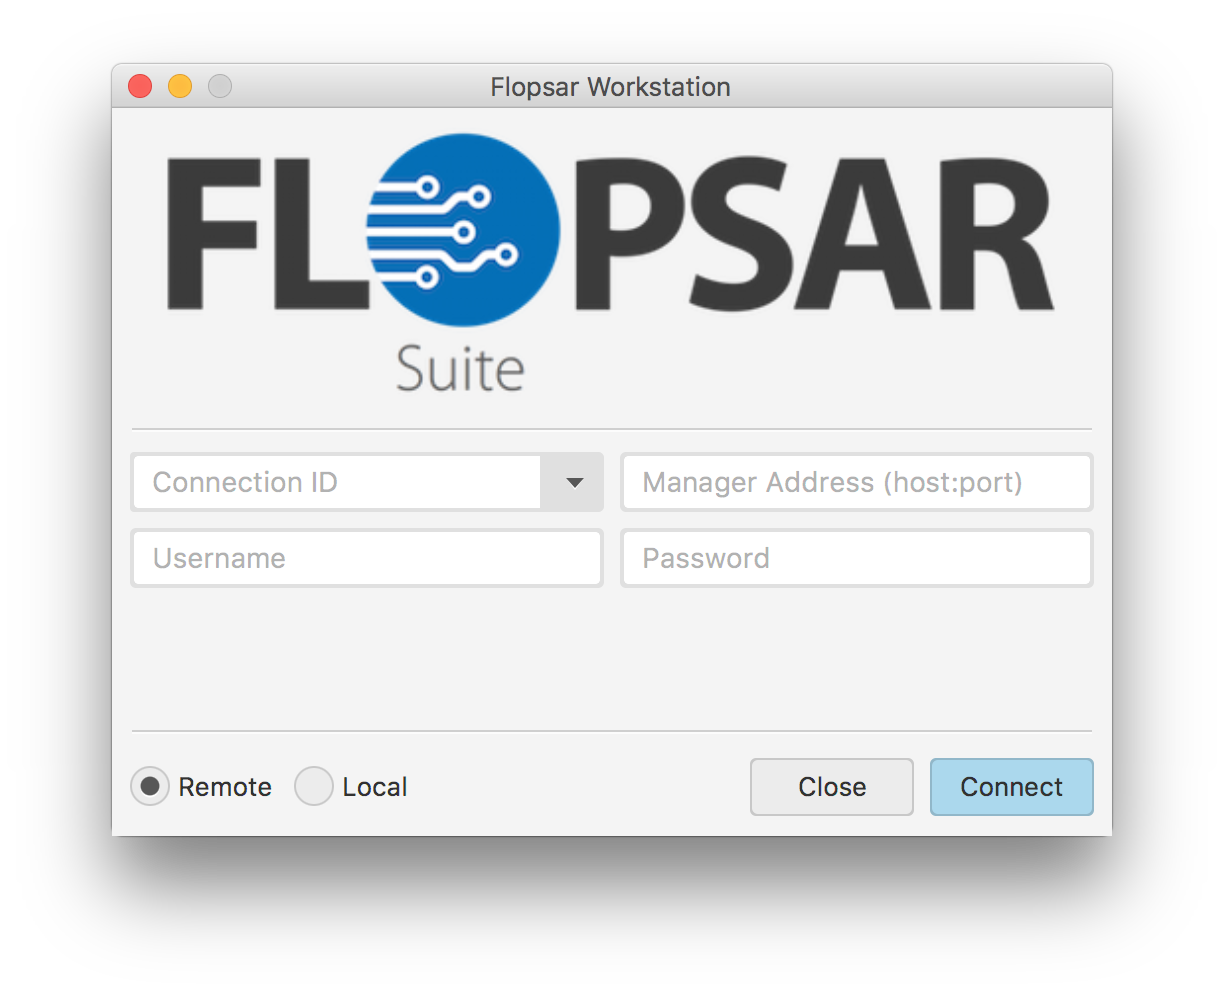 Flopsar Workstation
FLOPSAR
Suite
Connection ID
Manager Address (host:port)
Username
Password
Remote
Local
Close
Connect